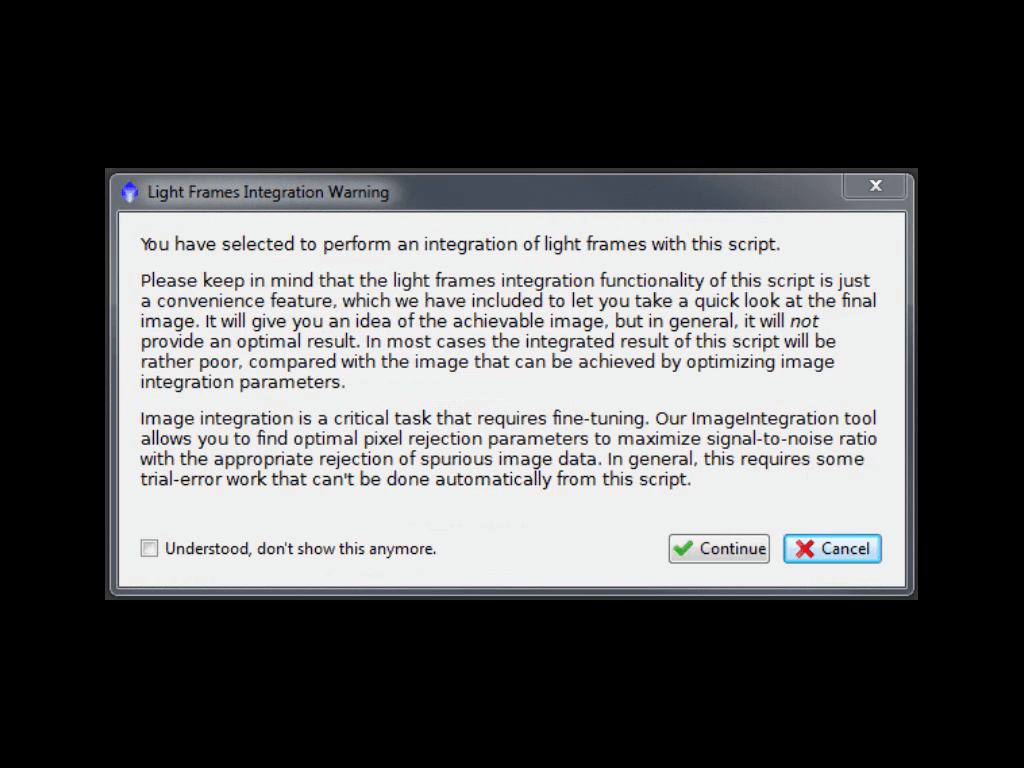 Light Frames Integration Warning
x
You have selected to perform an integration of light frames with this script.
Please keep in mind that the light frames integration functionality of this script is just
a convenience feature, which we have included to let you take a quick look at the final
image. It will give you an idea of the achievable image, but in general, it will not
provide an optimal result. In most cases the integrated result of this script will be
rather poor, compared with the image that can be achieved by optimizing image
integration parameters.
Image integration is a critical task that requires fine-tuning. Our ImageIntegration tool
allows you to find optimal pixel rejection parameters to maximize signal-to-noise ratio
with the appropriate rejection of spurious image data. In general, this requires some
trial-error work that can't be done automatically from this script.
Understood, don't show this anymore.
Continue
Cancel